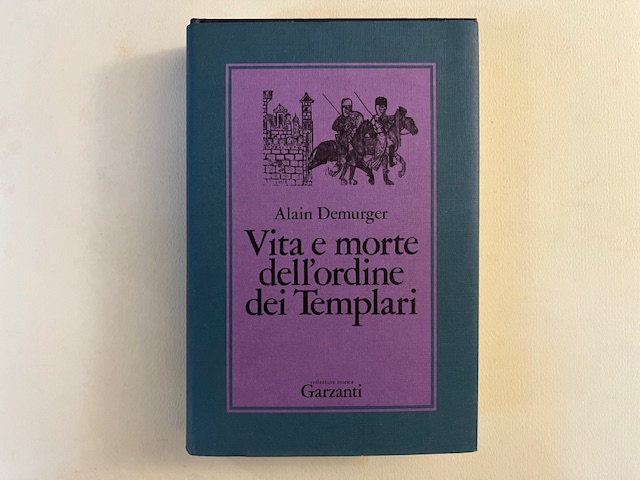 Alain Demurger
Vita e morte
dell'ordine
dei Templari
collezione storica
Garzanti